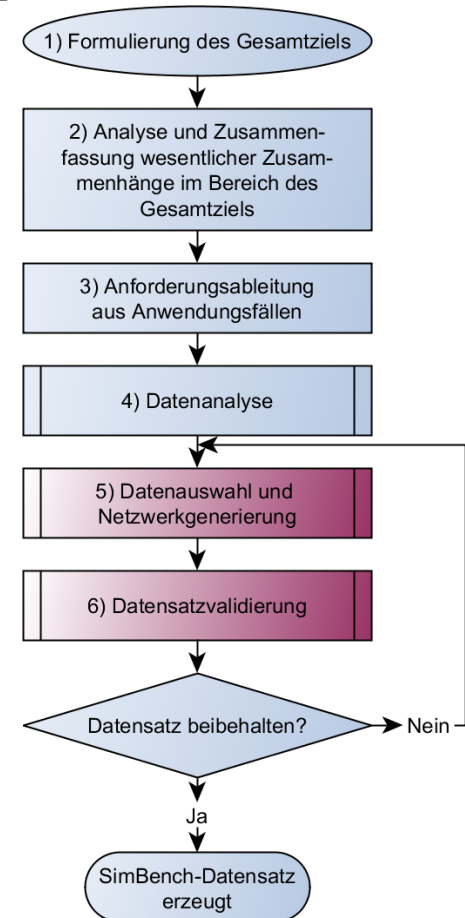 1) Formulierung des Gesamtziels
2) Analyse und Zusammen-
fassung wesentlicher Zusam-
menhänge im Bereich des
Gesamtziels
3) Anforderungsableitung
aus Anwendungsfällen
4) Datenanalyse
5) Datenauswahl und
Netzwerkgenerierung
6) Datensatzvalidierung
Datensatz beibehalten?
Nein
Ja
SimBench-Datensatz
erzeugt